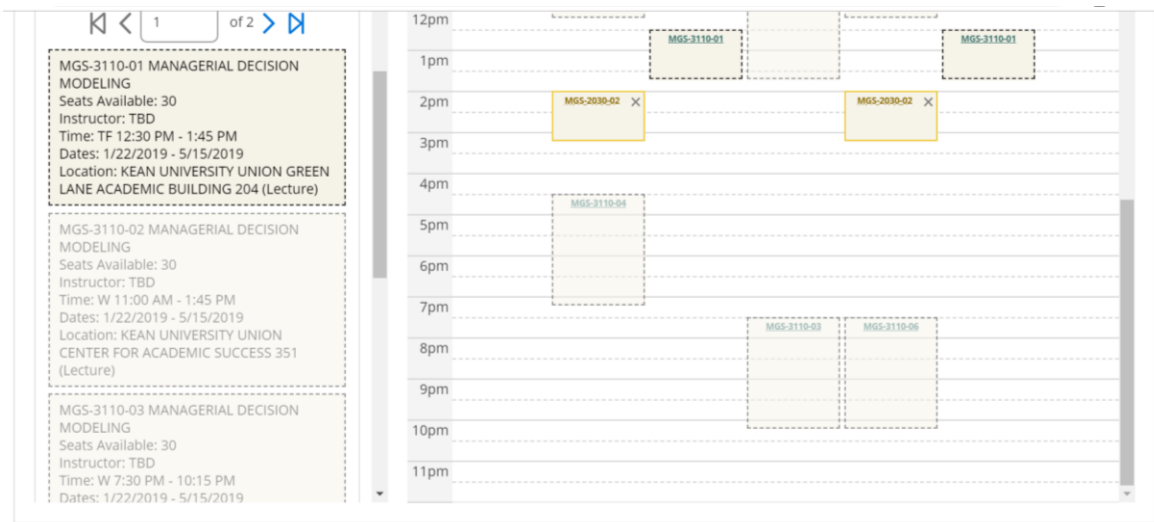 1 of 2
MGS-3110-01 MANAGERIAL DECISION
MODELING
Seats Available: 30
Instructor: TBD
Time: TF 12:30 PM - 1:45 PM
Dates: 1/22/2019 - 5/15/2019
Location: KEAN UNIVERSITY UNION GREEN
LANE ACADEMIC BUILDING 204 (Lecture)
MGS-3110-02 MANAGERIAL DECISION
MODELING
Seats Available: 30
Instructor: TBD
Time: W 11:00 AM - 1:45 PM
Dates: 1/22/2019 - 5/15/2019
Location: KEAN UNIVERSITY UNION
CENTER FOR ACADEMIC SUCCESS 351
(Lecture)
MGS-3110-03 MANAGERIAL DECISION
MODELING
Seats Available: 30
Instructor: TBD
Time: W 7:30 PM - 10:15 PM
Dates: 1/22/2019 - 5/15/2019
12pm
MGS-3110-01 MGS-3110-01
1pm
2pm MGS-2030-02 MGS-2030-02
3pm
4pm
MGS-3110-04
5pm
6pm
7pm
MGS-3110-03 MGS-3110-06
8pm
9pm
10pm
11pm